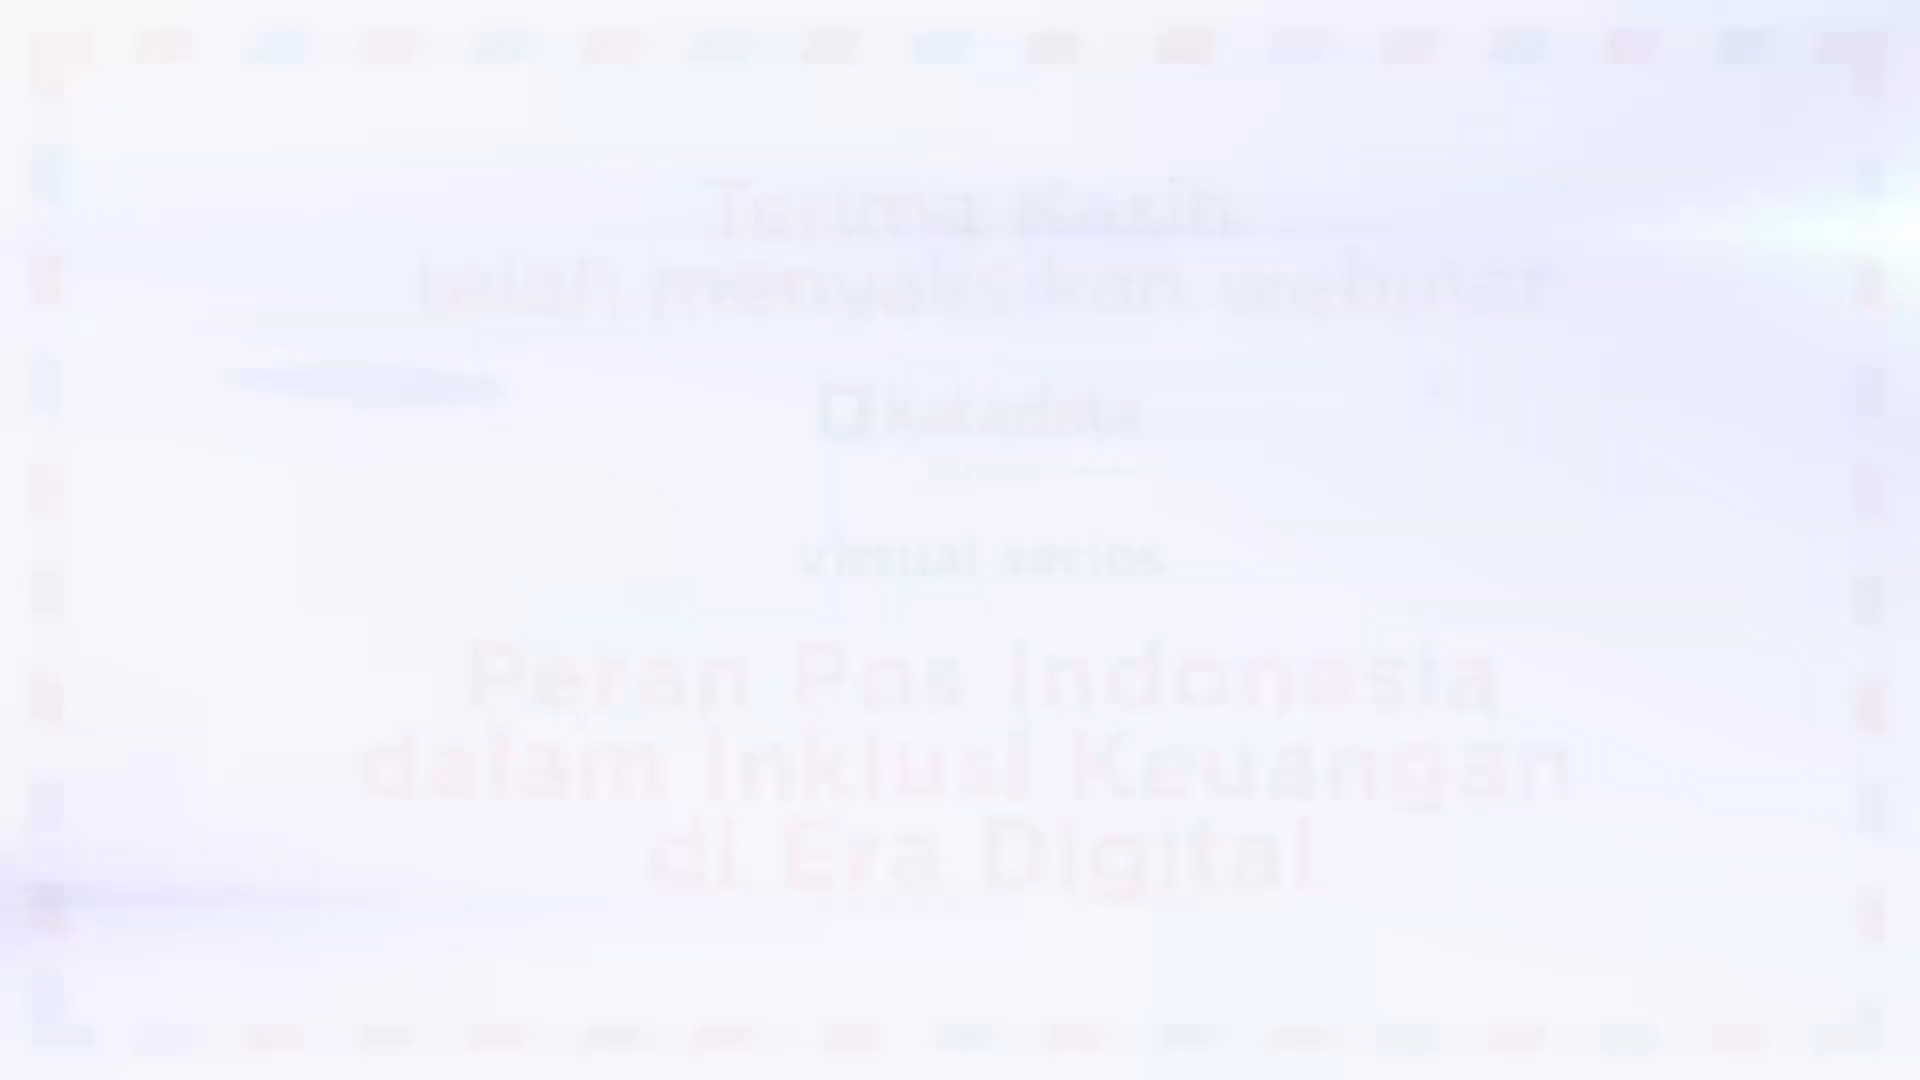 Terima Kasih
telah menyaksikan webinar
Katadata
virtual series
Peran Pos Indonesia
dalam Inklusi Keuangan
di Era Digital